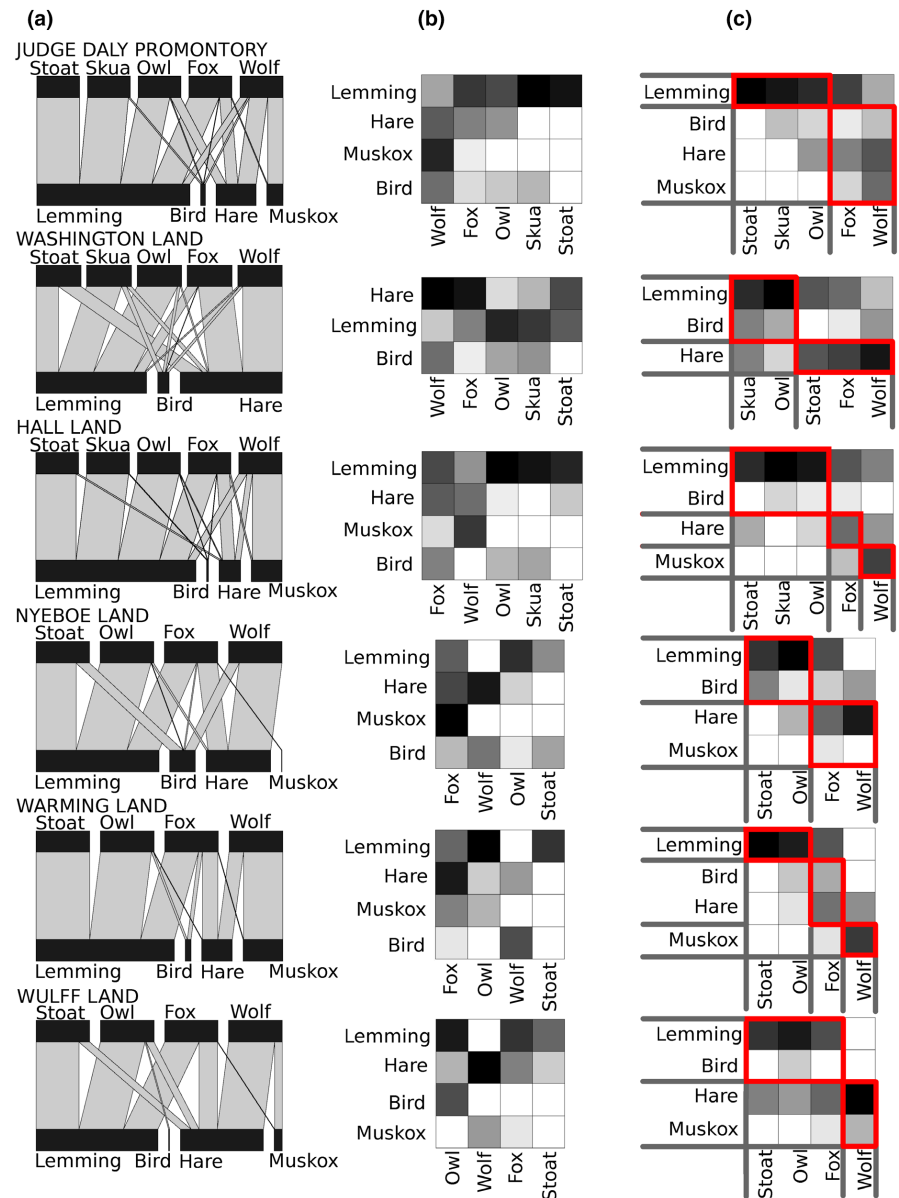 (a) (b) (c)
JUDGE DALY PROMONTORY
Stoat Skua Owl Fox Wolf
Lemming Bird Hare Muskox
Lemming
Hare
Muskox
Bird
Wolf Fox Owl Skua Stoat
Lemming
Bird
Hare
Muskox
Stoat Skua Owl Fox Wolf
WASHINGTON LAND
Stoat Skua Owl Fox Wolf
Lemming Bird Hare
Hare
Lemming
Bird
Wolf Fox Owl Skua Stoat
Lemming
Bird
Hare
Skua Owl Stoat Fox Wolf
HALL LAND
Stoat Skua Owl Fox Wolf
Lemming Bird Hare Muskox
Lemming
Hare
Muskox
Bird
Fox Wolf Owl Skua Stoat
Lemming
Bird
Hare
Muskox
Stoat Skua Owl Fox Wolf
NYEBOE LAND
Stoat Owl Fox Wolf
Lemming Bird Hare Muskox
Lemming
Hare
Muskox
Bird
Fox Wolf Owl Stoat
Lemming
Bird
Hare
Muskox
Stoat Owl Fox Wolf
WARMING LAND
Stoat Owl Fox Wolf
Lemming Bird Hare Muskox
Lemming
Hare
Muskox
Bird
Fox Owl Wolf Stoat
Lemming
Bird
Hare
Muskox
Stoat Owl Fox Wolf
WULFF LAND
Stoat Owl Fox Wolf
Lemming Bird Hare Muskox
Lemming
Hare
Bird
Muskox
Owl Wolf Fox Stoat
Lemming
Bird
Hare
Muskox
Stoat Owl Fox Wolf